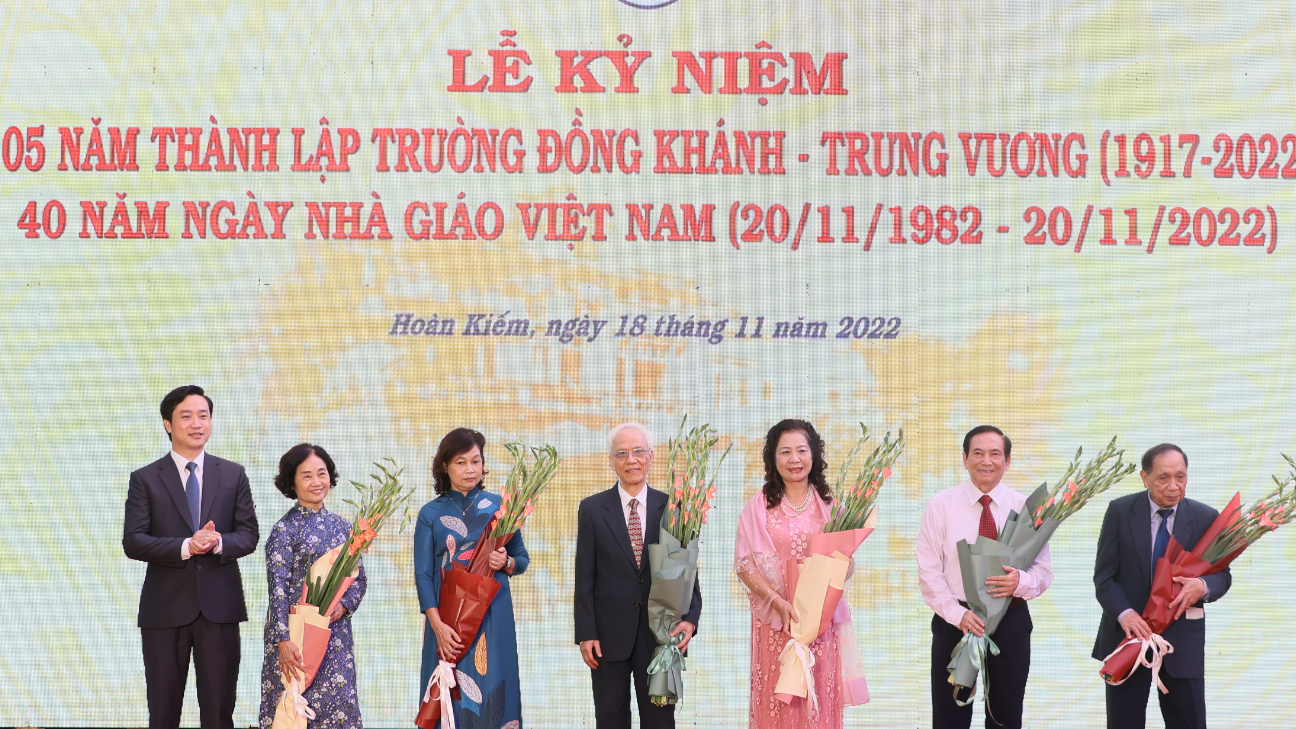 LỄ KỶ NIỆM
05 NĂM THÀNH LẬP TRƯỜNG ĐỒNG KHÁNH - TRƯNG VƯƠNG (1917-2022
40 NĂM NGÀY NHÀ GIÁO VIỆT NAM (20/11/1982 - 20/11/2022)
Hoàn Kiếm, ngày 18 tháng 11 năm 2022